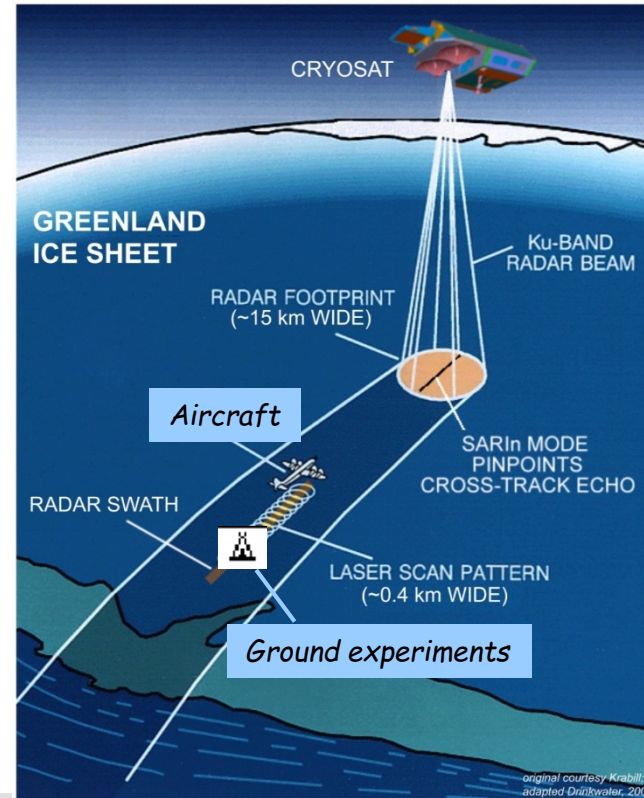 CRYOSAT
GREENLAND
ICE SHEET
Ku-BAND
RADAR BEAM
RADAR FOOTPRINT
(~15 km WIDE)
Aircraft
SARIn MODE
PINPOINTS
CROSS-TRACK ECHO
RADAR SWATH
LASER SCAN PATTERN
(~0.4 km WIDE)
Ground experiments
original courtesy Krabill;
adapted Drinkwater,